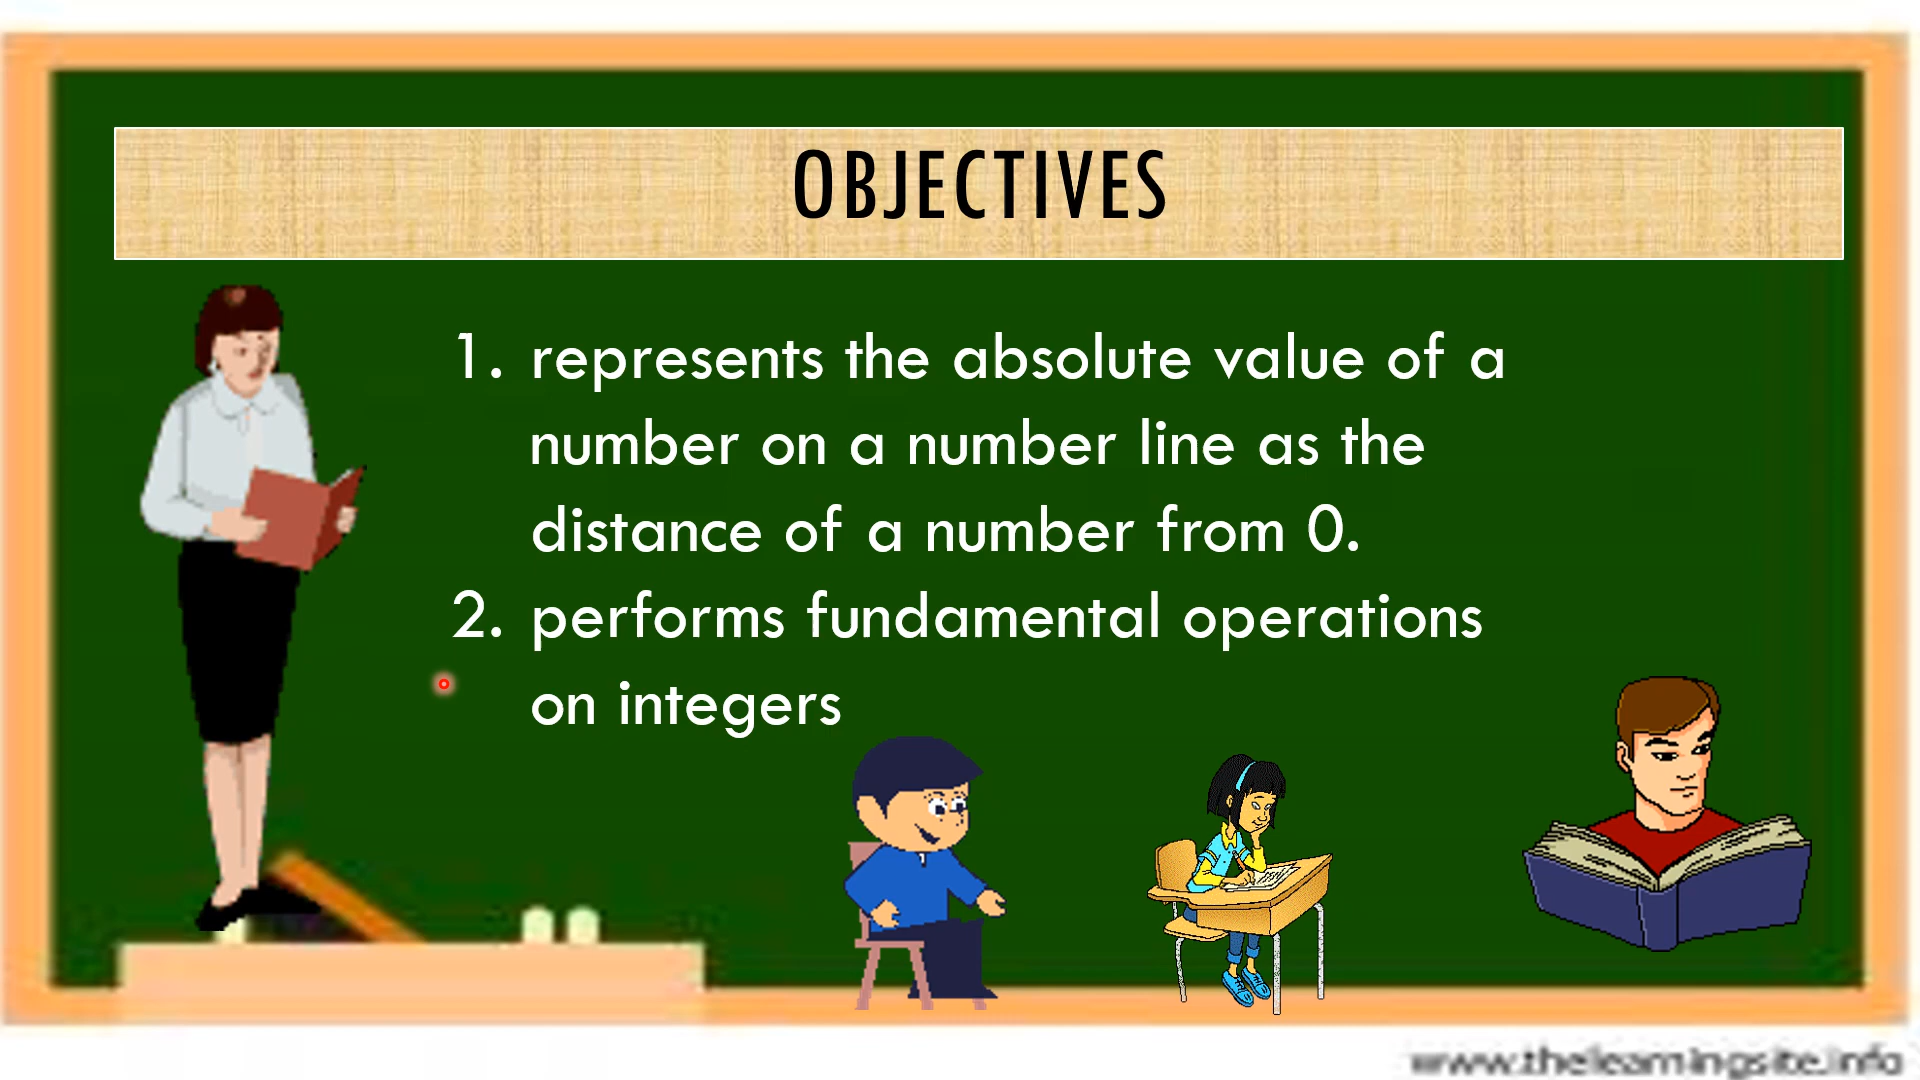 OBJECTIVES
1. represents the absolute value of a
number on a number line as the
distance of a number from 0.
2. performs fundamental operations
on integers
www.thelearningsite.info